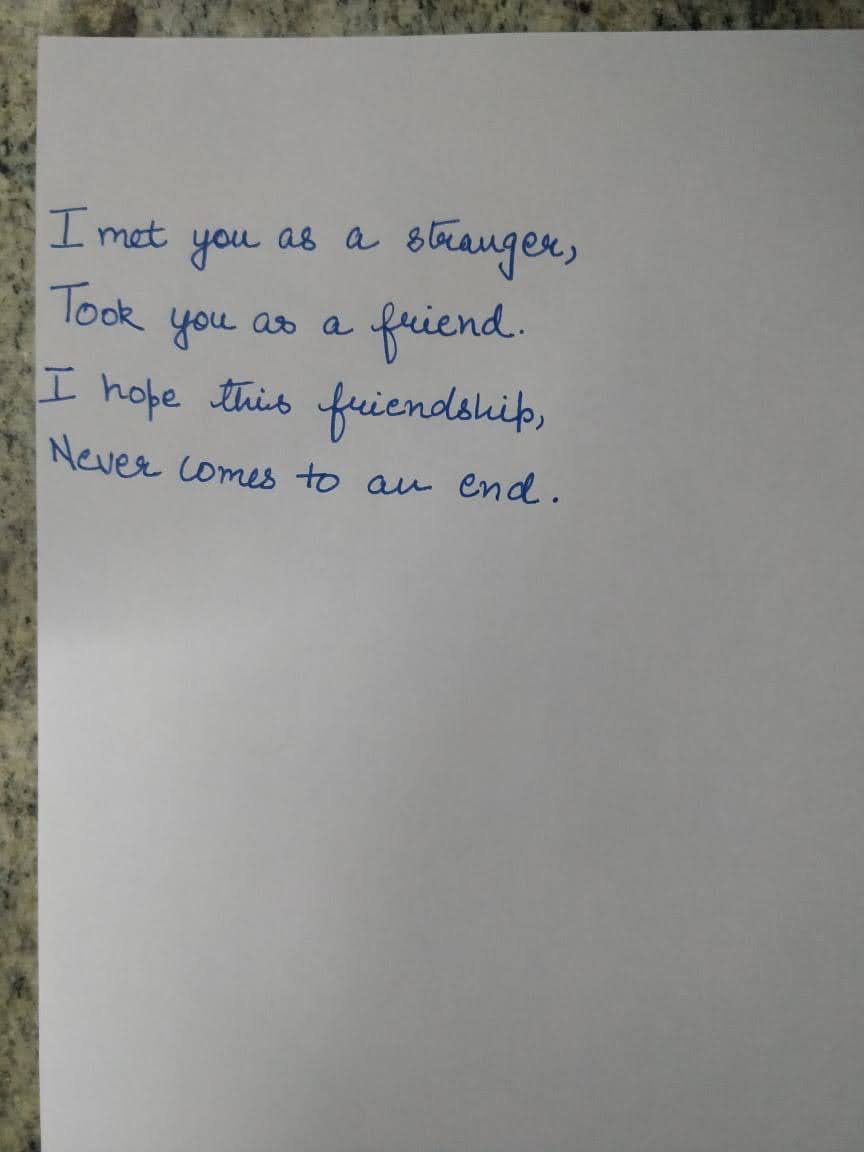 I met you as a stranger,
Took you as a friend.
I hope this friendship,
Never comes to an end.